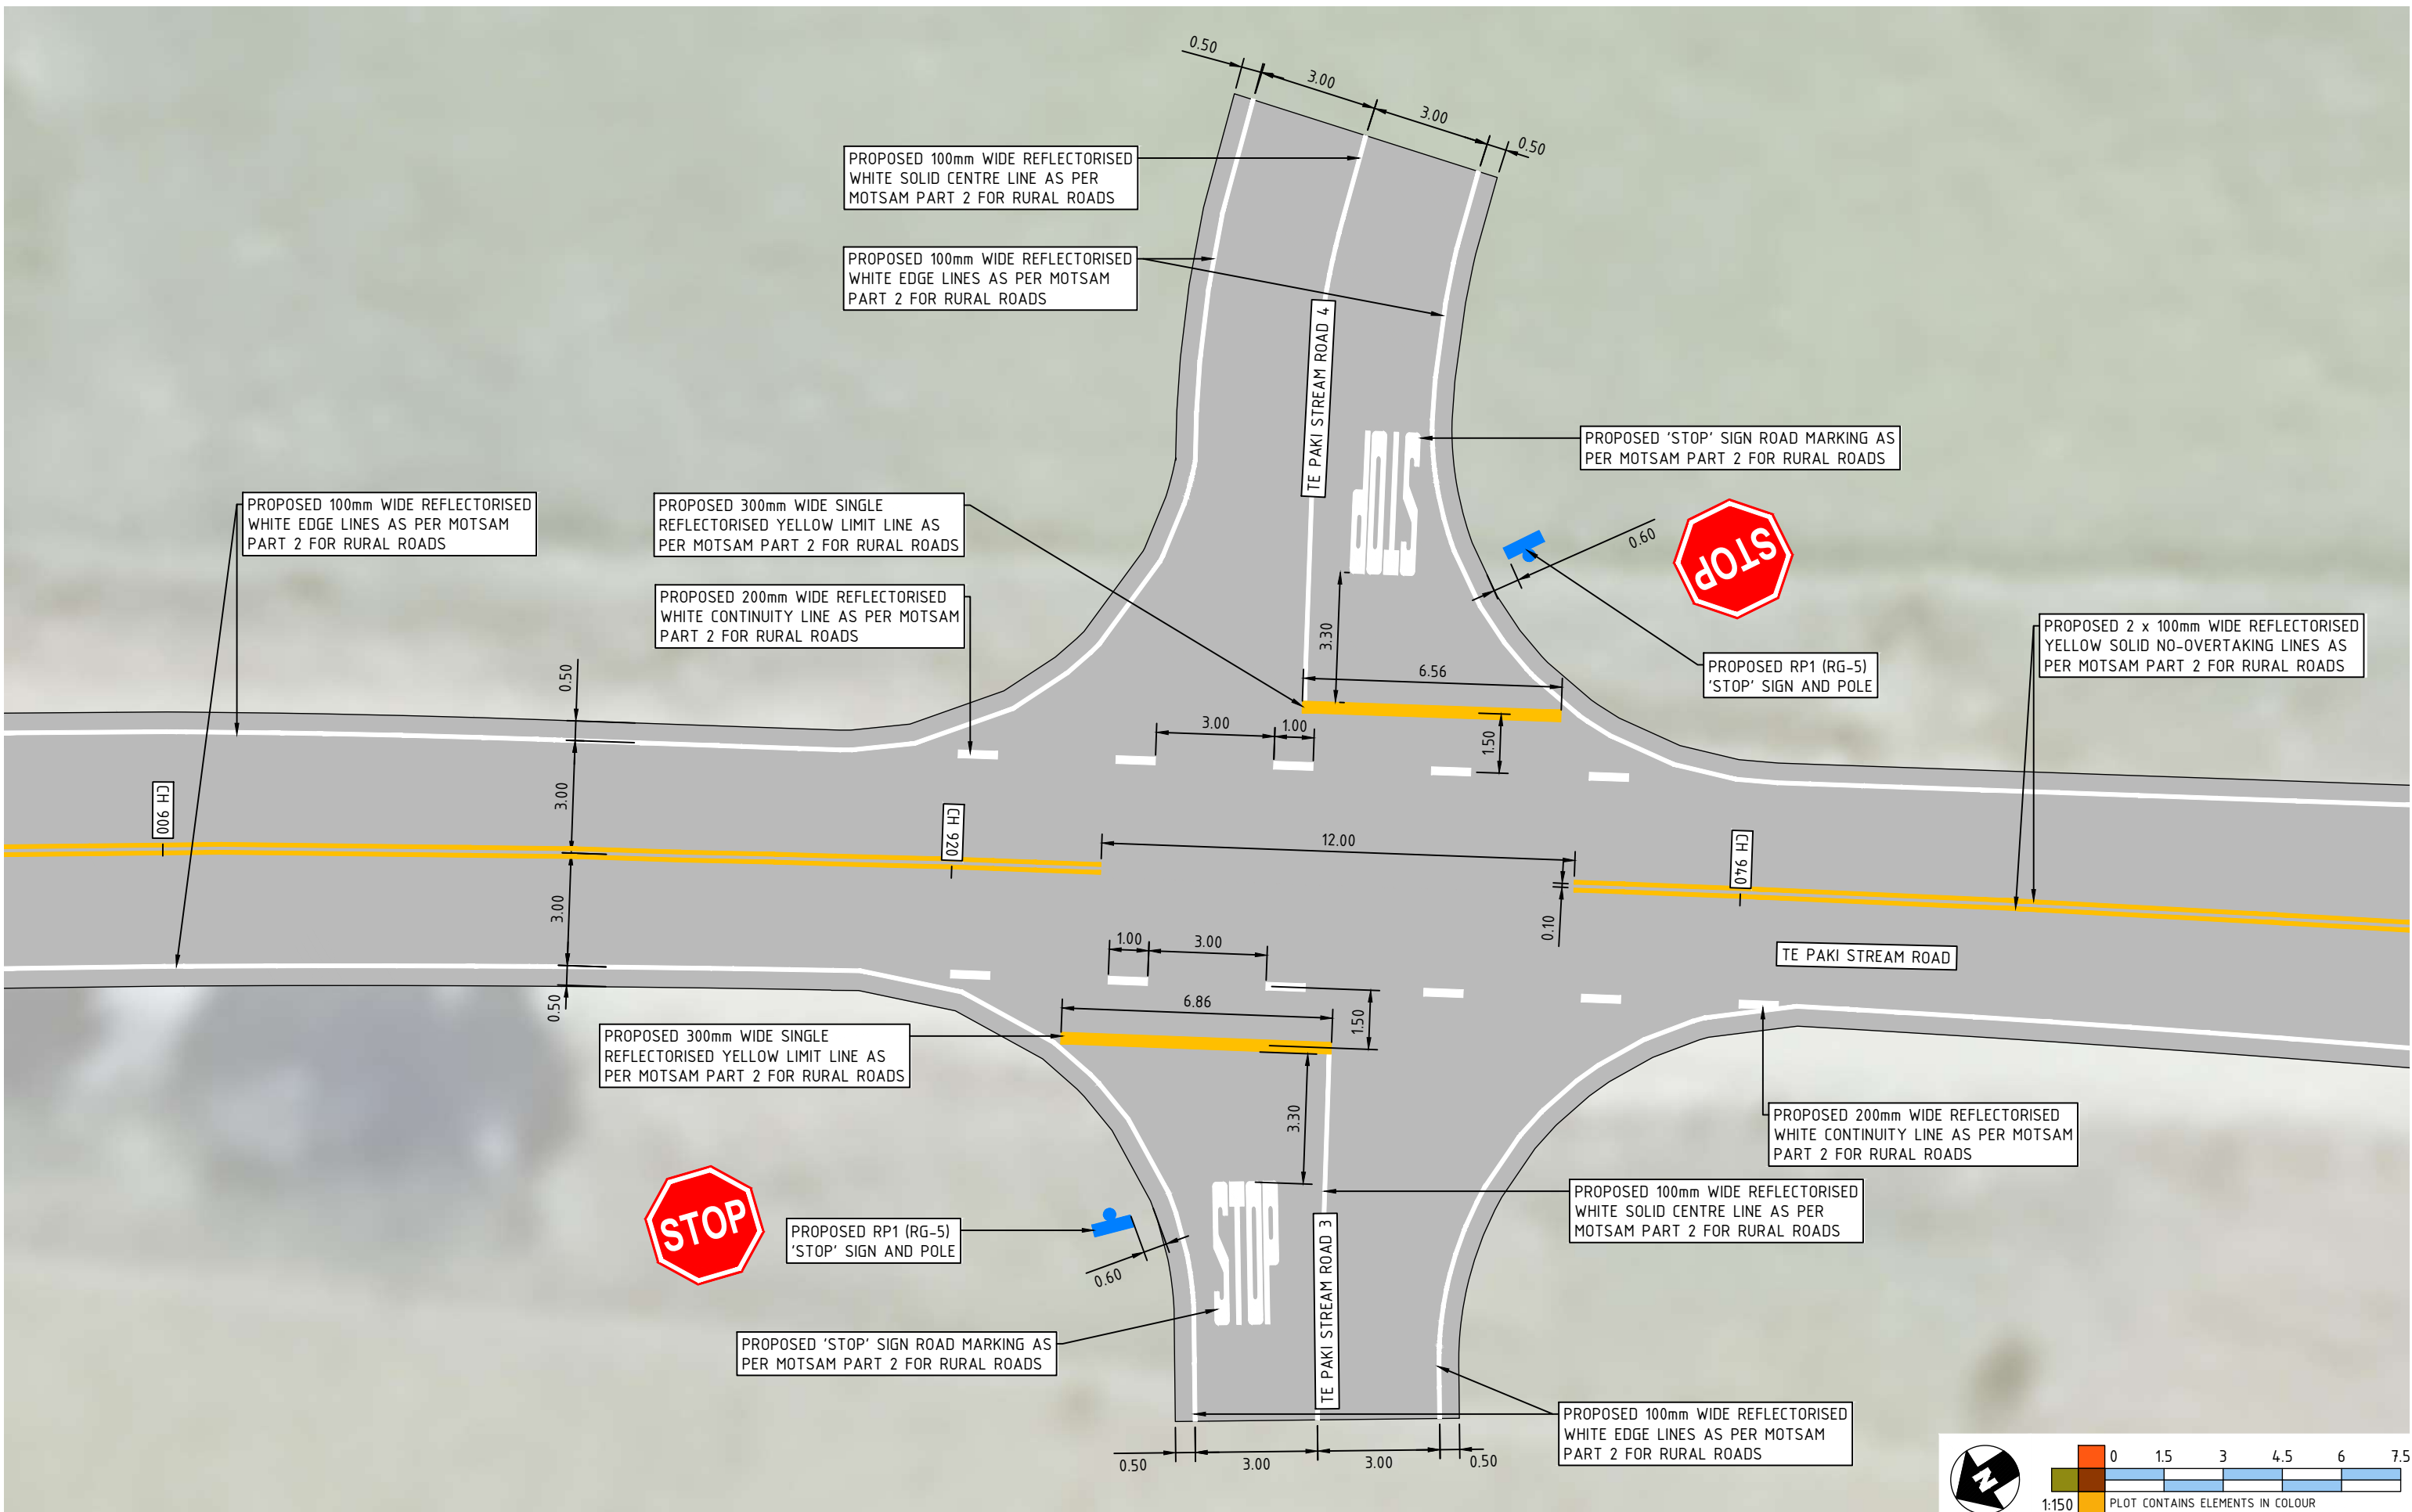 0.50
3.00
3.00
0.50
PROPOSED 100mm WIDE REFLECTORISED
WHITE SOLID CENTRE LINE AS PER
MOTSAM PART 2 FOR RURAL ROADS
PROPOSED 100mm WIDE REFLECTORISED
WHITE EDGE LINES AS PER MOTSAM
PART 2 FOR RURAL ROADS
TE PAKI STREAM ROAD 4
STOP
PROPOSED 'STOP' SIGN ROAD MARKING AS
PER MOTSAM PART 2 FOR RURAL ROADS
PROPOSED 100mm WIDE REFLECTORISED
WHITE EDGE LINES AS PER MOTSAM
PART 2 FOR RURAL ROADS
PROPOSED 300mm WIDE SINGLE
REFLECTORISED YELLOW LIMIT LINE AS
PER MOTSAM PART 2 FOR RURAL ROADS
0.60
STOP
PROPOSED 200mm WIDE REFLECTORISED
WHITE CONTINUITY LINE AS PER MOTSAM
PART 2 FOR RURAL ROADS
3.30
PROPOSED 2 x 100mm WIDE REFLECTORISED
YELLOW SOLID NO-OVERTAKING LINES AS
PER MOTSAM PART 2 FOR RURAL ROADS
PROPOSED RP1 (RG-5)
'STOP' SIGN AND POLE
6.56
0.50
3.00
1.00
1.50
3.00
CH 900
CH 920
12.00
CH 940
3.00
0.10
1.00
3.00
TE PAKI STREAM ROAD
0.50
6.86
1.50
PROPOSED 300mm WIDE SINGLE
REFLECTORISED YELLOW LIMIT LINE AS
PER MOTSAM PART 2 FOR RURAL ROADS
3.30
PROPOSED 200mm WIDE REFLECTORISED
WHITE CONTINUITY LINE AS PER MOTSAM
PART 2 FOR RURAL ROADS
STOP
PROPOSED RP1 (RG-5)
'STOP' SIGN AND POLE
0.60
STOP
TE PAKI STREAM ROAD 3
PROPOSED 100mm WIDE REFLECTORISED
WHITE SOLID CENTRE LINE AS PER
MOTSAM PART 2 FOR RURAL ROADS
PROPOSED 'STOP' SIGN ROAD MARKING AS
PER MOTSAM PART 2 FOR RURAL ROADS
PROPOSED 100mm WIDE REFLECTORISED
WHITE EDGE LINES AS PER MOTSAM
PART 2 FOR RURAL ROADS
0.50
3.00
3.00
0.50
N
0 1.5 3 4.5 6 7.5
1:150
PLOT CONTAINS ELEMENTS IN COLOUR